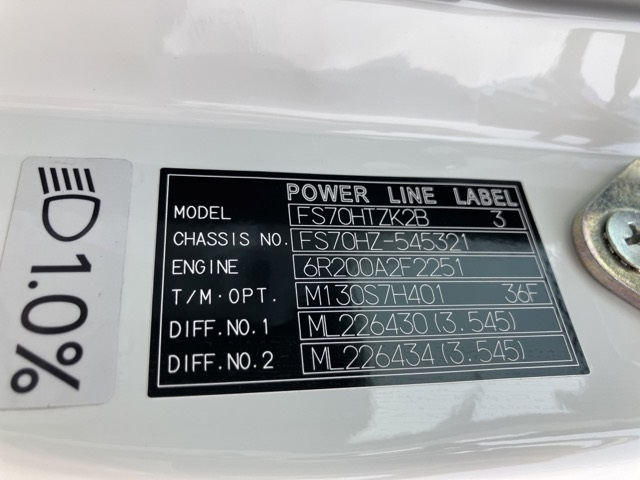 POWER LINE LABEL
MODEL FS70HTZK2B 3
CHASSIS NO. FS70HZ-545321
ENGINE 6R200A2F2251
T/M·OPT. M130S7H401 36F
DIFF.NO.1 ML226430(3.545)
DIFF.NO.2 ML226434(3.545)
1.0%